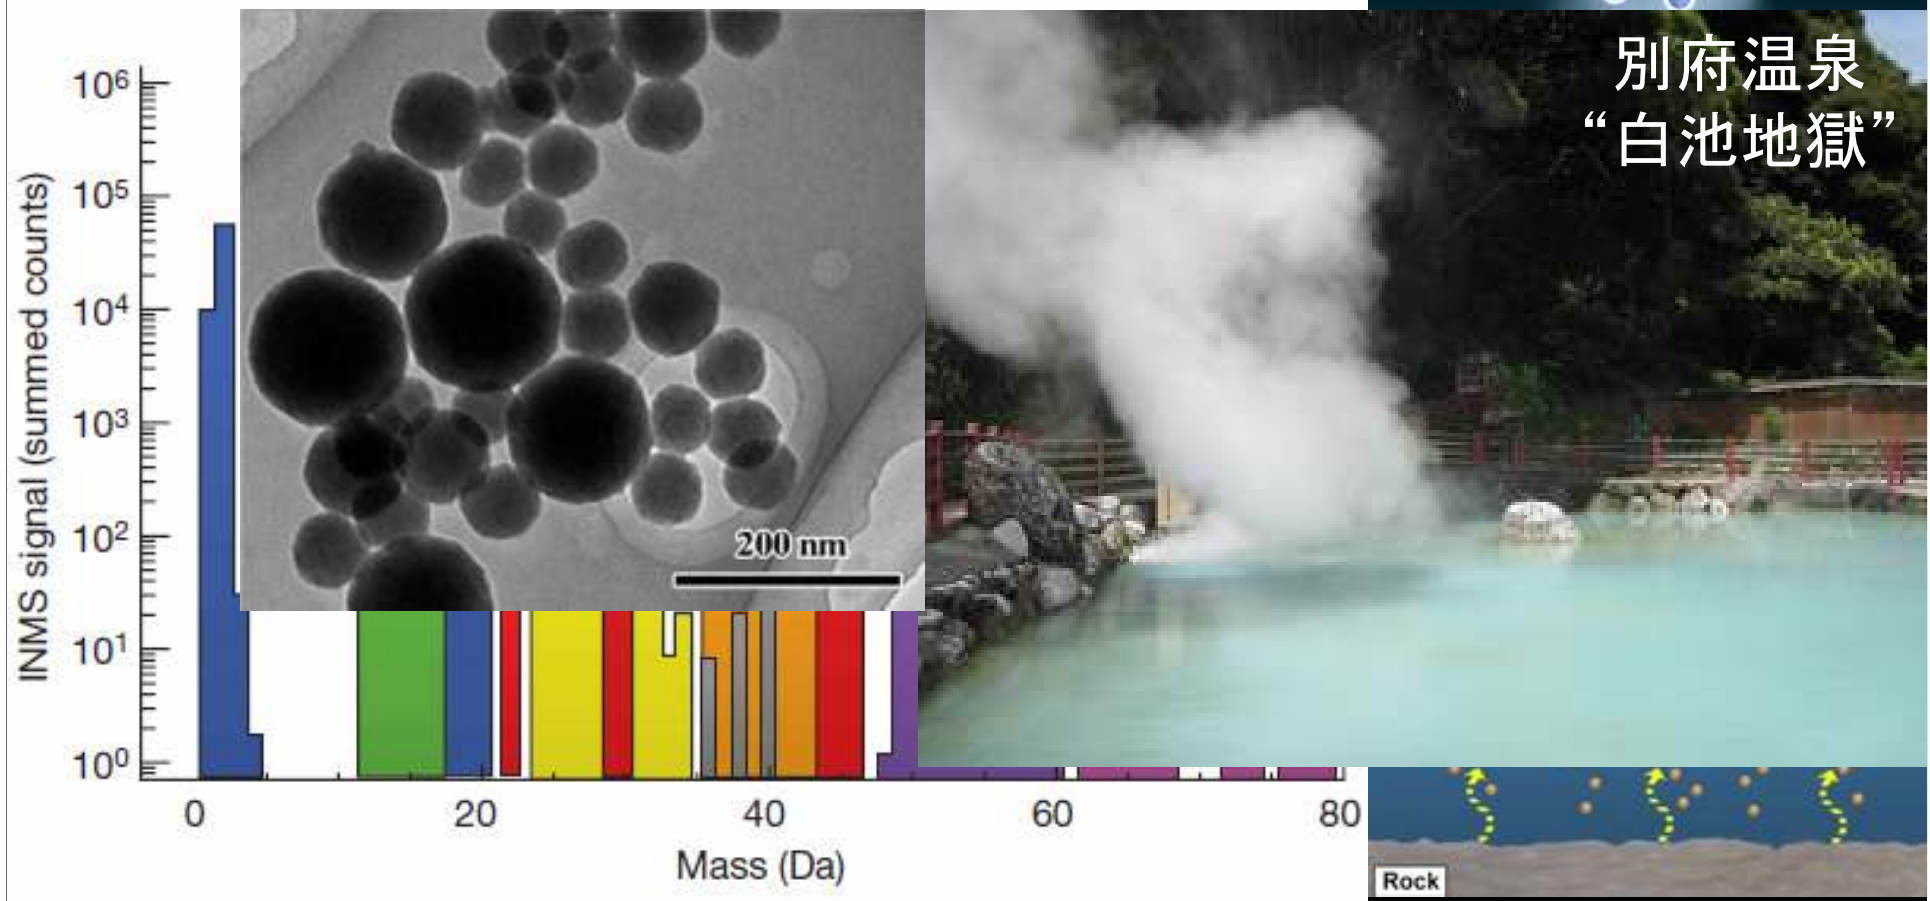 INMS signal (summed counts)
10⁶
10⁵
10⁴
10³
10²
10¹
10⁰
0
20
40
60
80
Mass (Da)
200 nm
別府温泉
“白池地獄”
Rock